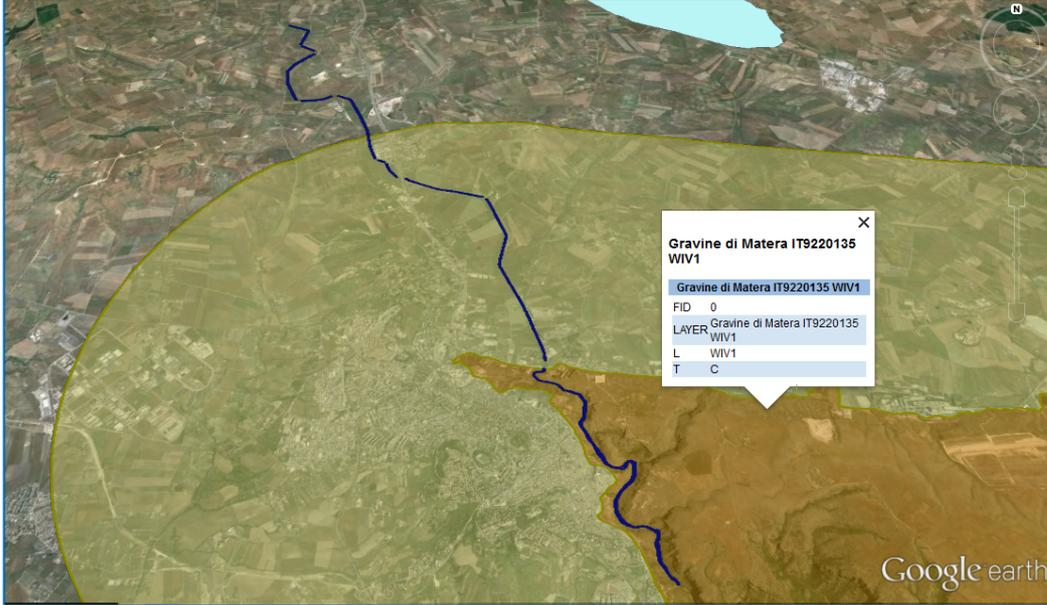 N
Gravine di Matera IT9220135
WIV1
Gravine di Matera IT9220135 WIV1
FID 0
LAYER Gravine di Matera IT9220135
WIV1
L WIV1
T C
Google earth